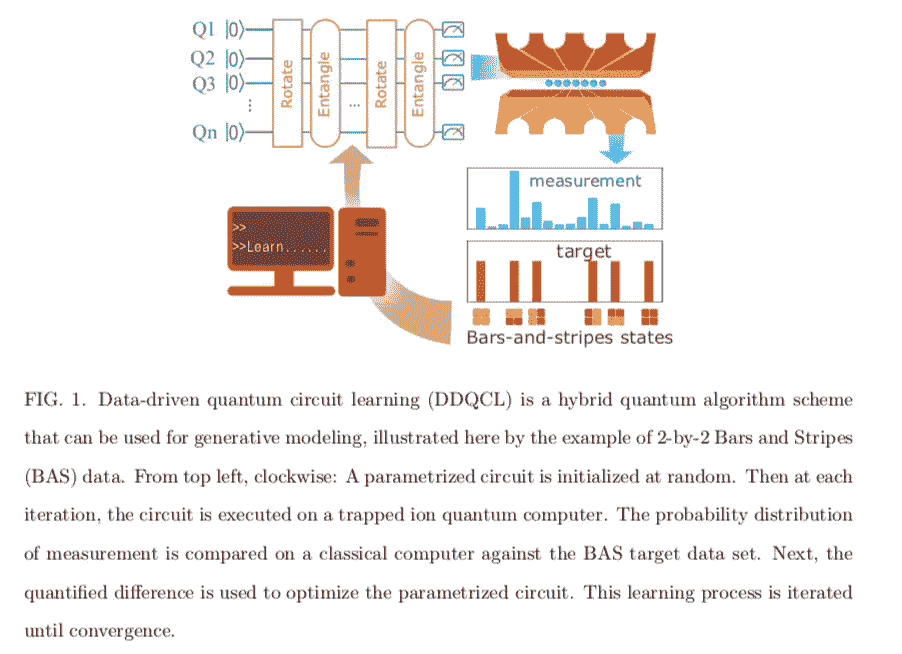 Q1 |0⟩
Q2 |0⟩
Q3 |0⟩
⋮
Qn |0⟩
Rotate
Entangle
...
Rotate
Entangle
measurement
target
>>
>>Learn......
Bars-and-stripes states
FIG. 1. Data-driven quantum circuit learning (DDQCL) is a hybrid quantum algorithm scheme
that can be used for generative modeling, illustrated here by the example of 2-by-2 Bars and Stripes
(BAS) data. From top left, clockwise: A parametrized circuit is initialized at random. Then at each
iteration, the circuit is executed on a trapped ion quantum computer. The probability distribution
of measurement is compared on a classical computer against the BAS target data set. Next, the
quantified difference is used to optimize the parametrized circuit. This learning process is iterated
until convergence.